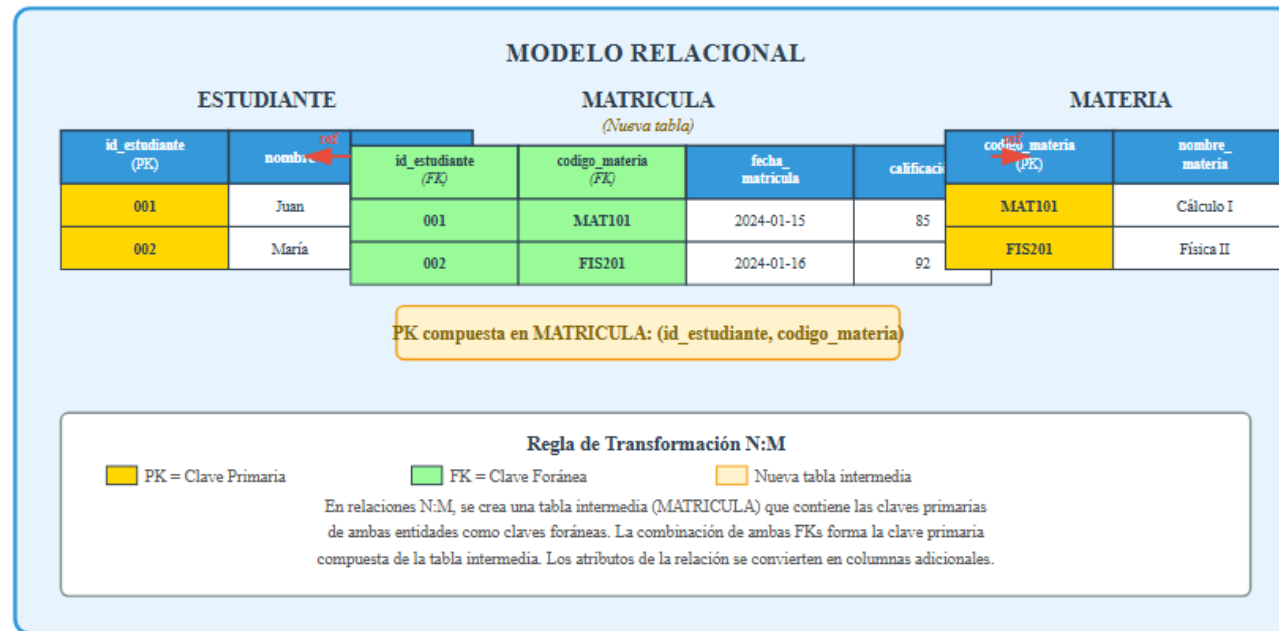 MODELO RELACIONAL
ESTUDIANTE
MATRICULA
MATERIA
(Nueva tabla)
id_estudiante
(PK)
nombre
ref
001
Juan
002
María
id_estudiante
(FK)
codigo_materia
(FK)
fecha_
matricula
calificació
001
MAT101
2024-01-15
85
002
FIS201
2024-01-16
92
ref
codigo_materia
(PK)
nombre_
materia
MAT101
Cálculo I
FIS201
Física II
PK compuesta en MATRICULA: (id_estudiante, codigo_materia)
Regla de Transformación N:M
PK = Clave Primaria
FK = Clave Foránea
Nueva tabla intermedia
En relaciones N:M, se crea una tabla intermedia (MATRICULA) que contiene las claves primarias
de ambas entidades como claves foráneas. La combinación de ambas FKs forma la clave primaria
compuesta de la tabla intermedia. Los atributos de la relación se convierten en columnas adicionales.